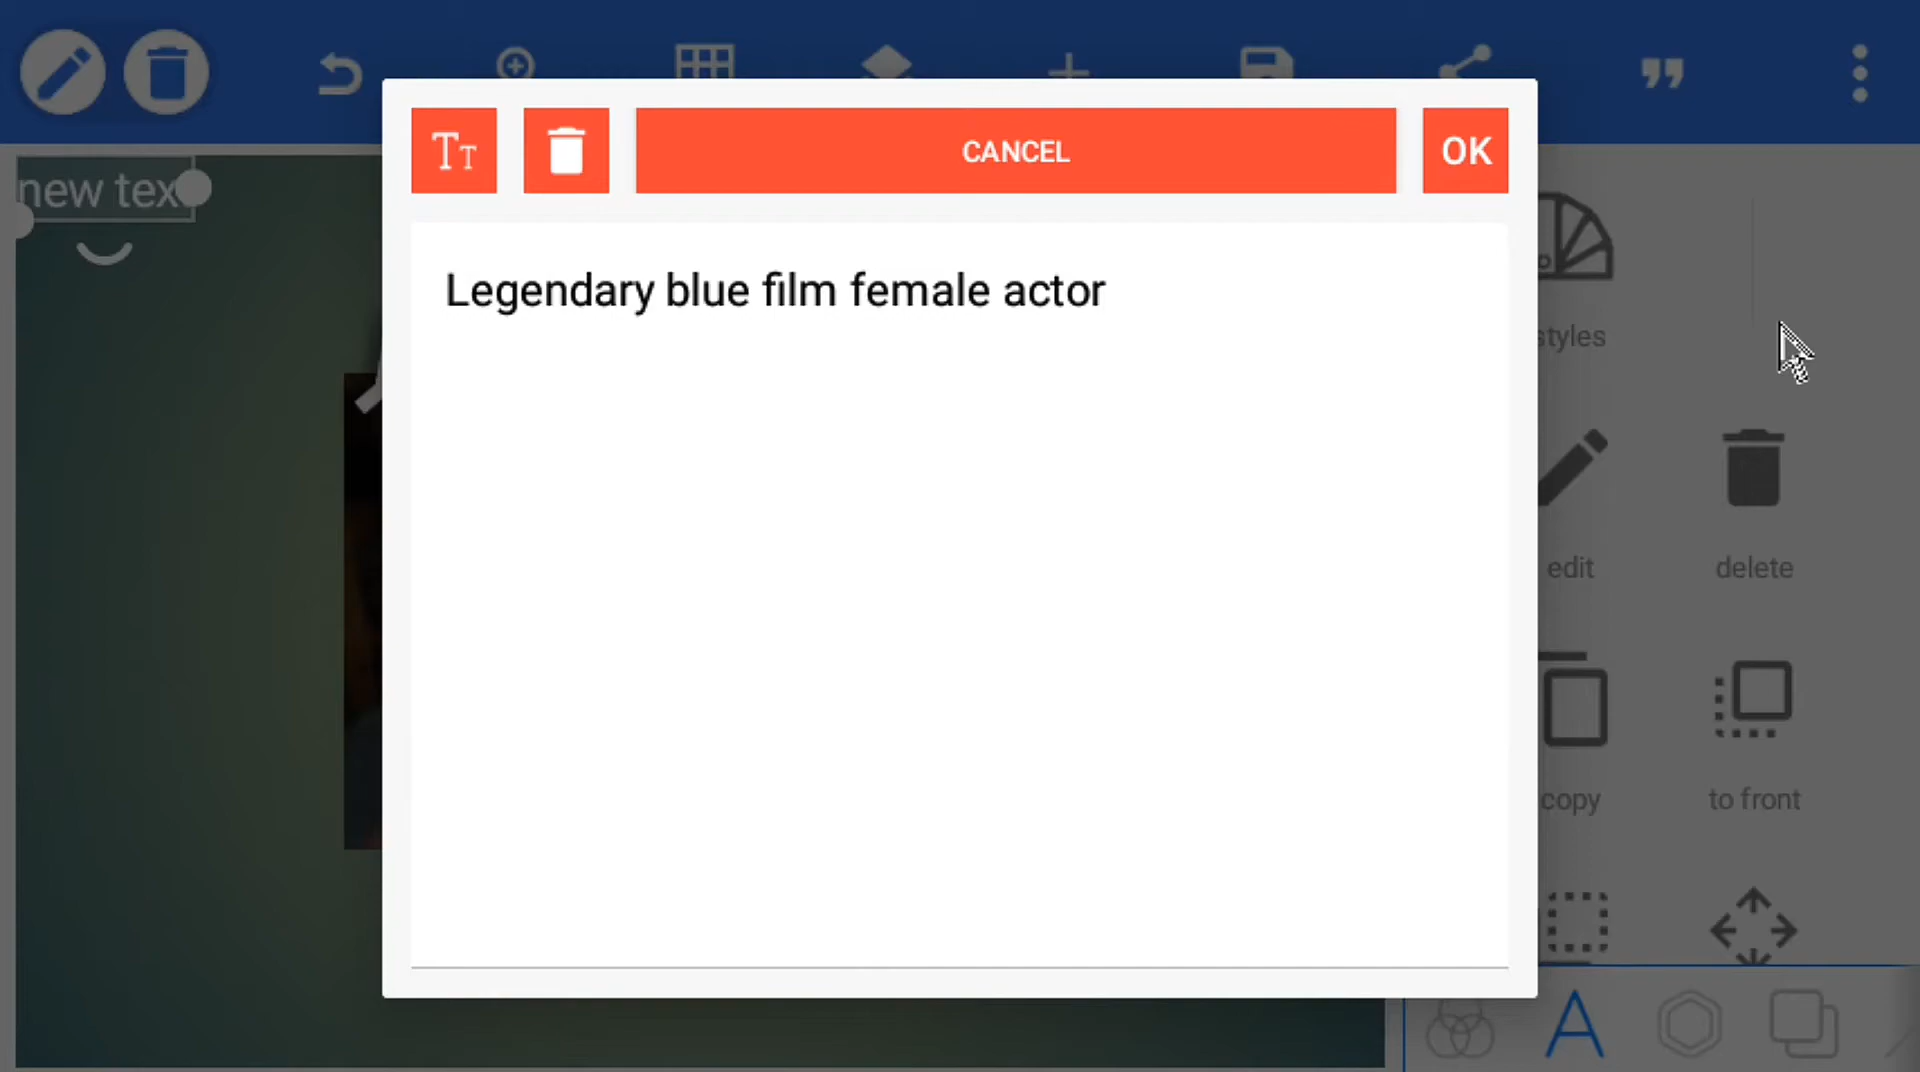 CANCEL
OK
new tex
Legendary blue film female actor
styles
edit
delete
copy
to front